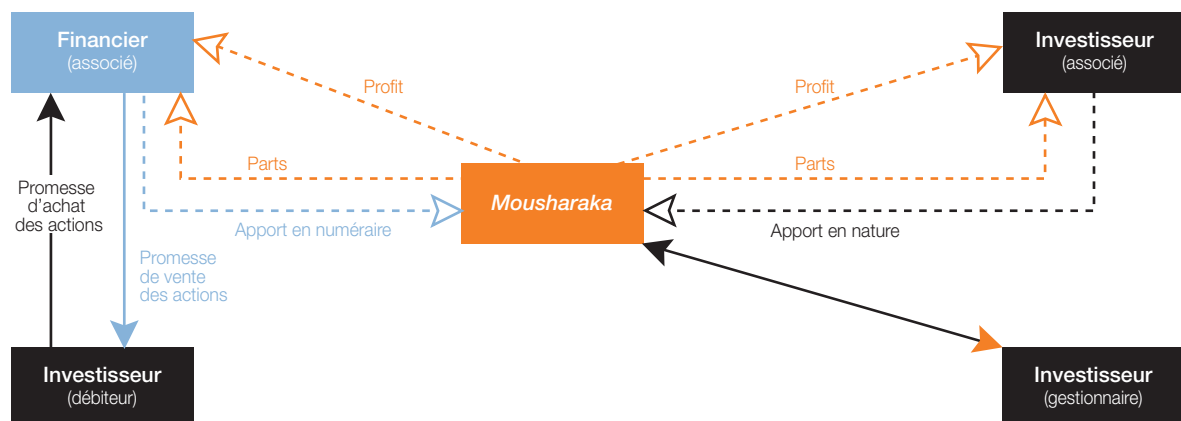 Financier
(associé)
Investisseur
(associé)
Profit
Profit
Parts
Parts
Mousharaka
Promesse
d'achat
des actions
Apport en numéraire
Apport en nature
Promesse
de vente
des actions
Investisseur
(débiteur)
Investisseur
(gestionnaire)